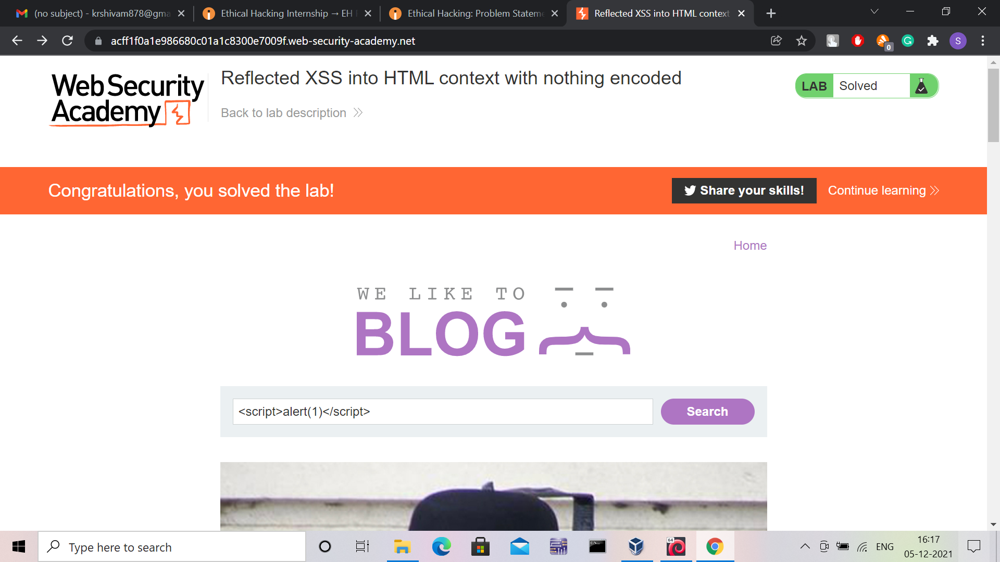 (no subject) - krshivam878@gma
Ethical Hacking Internship → EH
Ethical Hacking: Problem Stateme
Reflected XSS into HTML context
acff1f0a1e986680c01a1c8300e7009f.web-security-academy.net
0
G
S
Web Security
Academy
Reflected XSS into HTML context with nothing encoded
Back to lab description
LAB
Solved
Congratulations, you solved the lab!
Share your skills!
Continue learning
Home
WE LIKE TO
BLOG
<script>alert(1)</script>
Search
Type here to search
64
ENG
16:17
05-12-2021